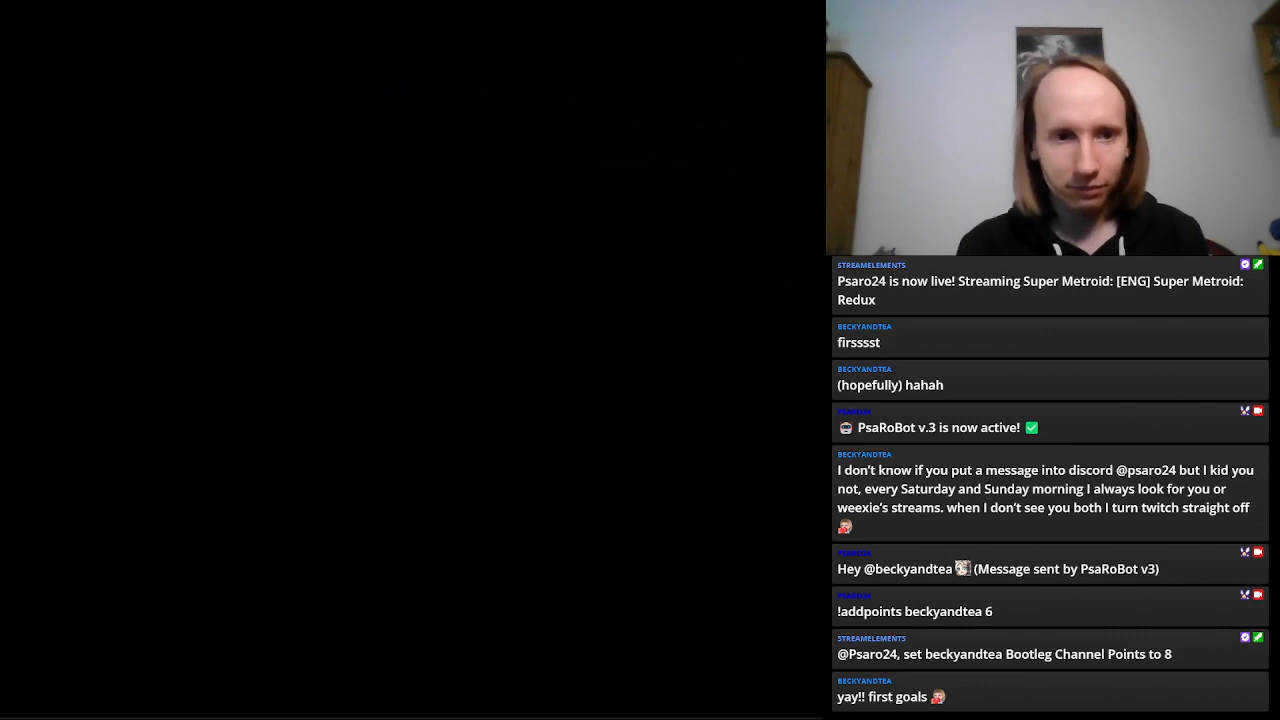 STREAMELEMENTS
Psaro24 is now live! Streaming Super Metroid: [ENG] Super Metroid:
Redux
BECKYANDTEA
firsssst
BECKYANDTEA
(hopefully) hahah
PSARO24
PsaRoBot v.3 is now active!
BECKYANDTEA
I don't know if you put a message into discord @psaro24 but I kid you
not, every Saturday and Sunday morning I always look for you or
weexie's streams. when I don't see you both I turn twitch straight off
PSARO24
Hey @beckyandtea (Message sent by PsaRoBot v3)
PSARO24
!addpoints beckyandtea 6
STREAMELEMENTS
@Psaro24, set beckyandtea Bootleg Channel Points to 8
BECKYANDTEA
yay!! first goals